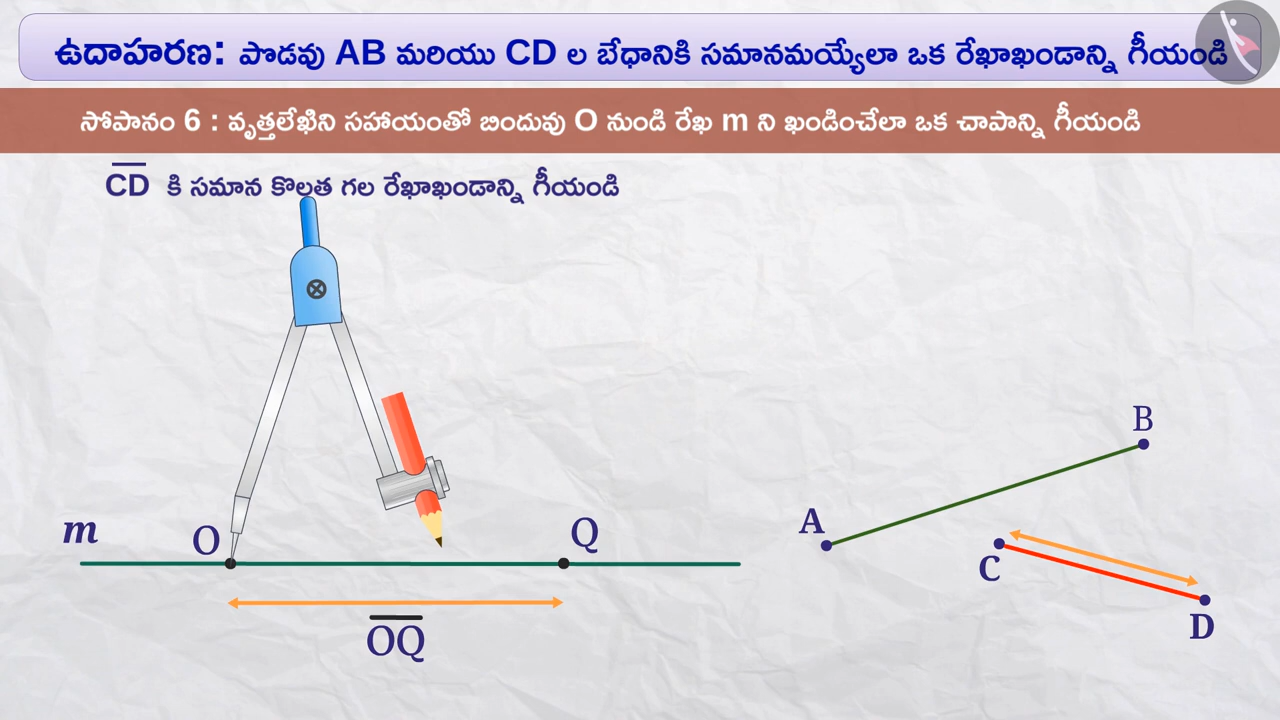 ఉదాహరణ: పొడవు AB మరియు CD ల బేధానికి సమానమయ్యేలా ఒక రేఖాఖండాన్ని గీయండి
సోపానం 6 : వృత్తలేఖిని సహాయంతో బిందువు O నుండి రేఖ m ని ఖండించేలా ఒక చాపాన్ని గీయండి
CD కి సమాన కొల్లత గల రేఖాఖండాన్ని గీయండి
B
A
m
O
Q
C
D
OQ